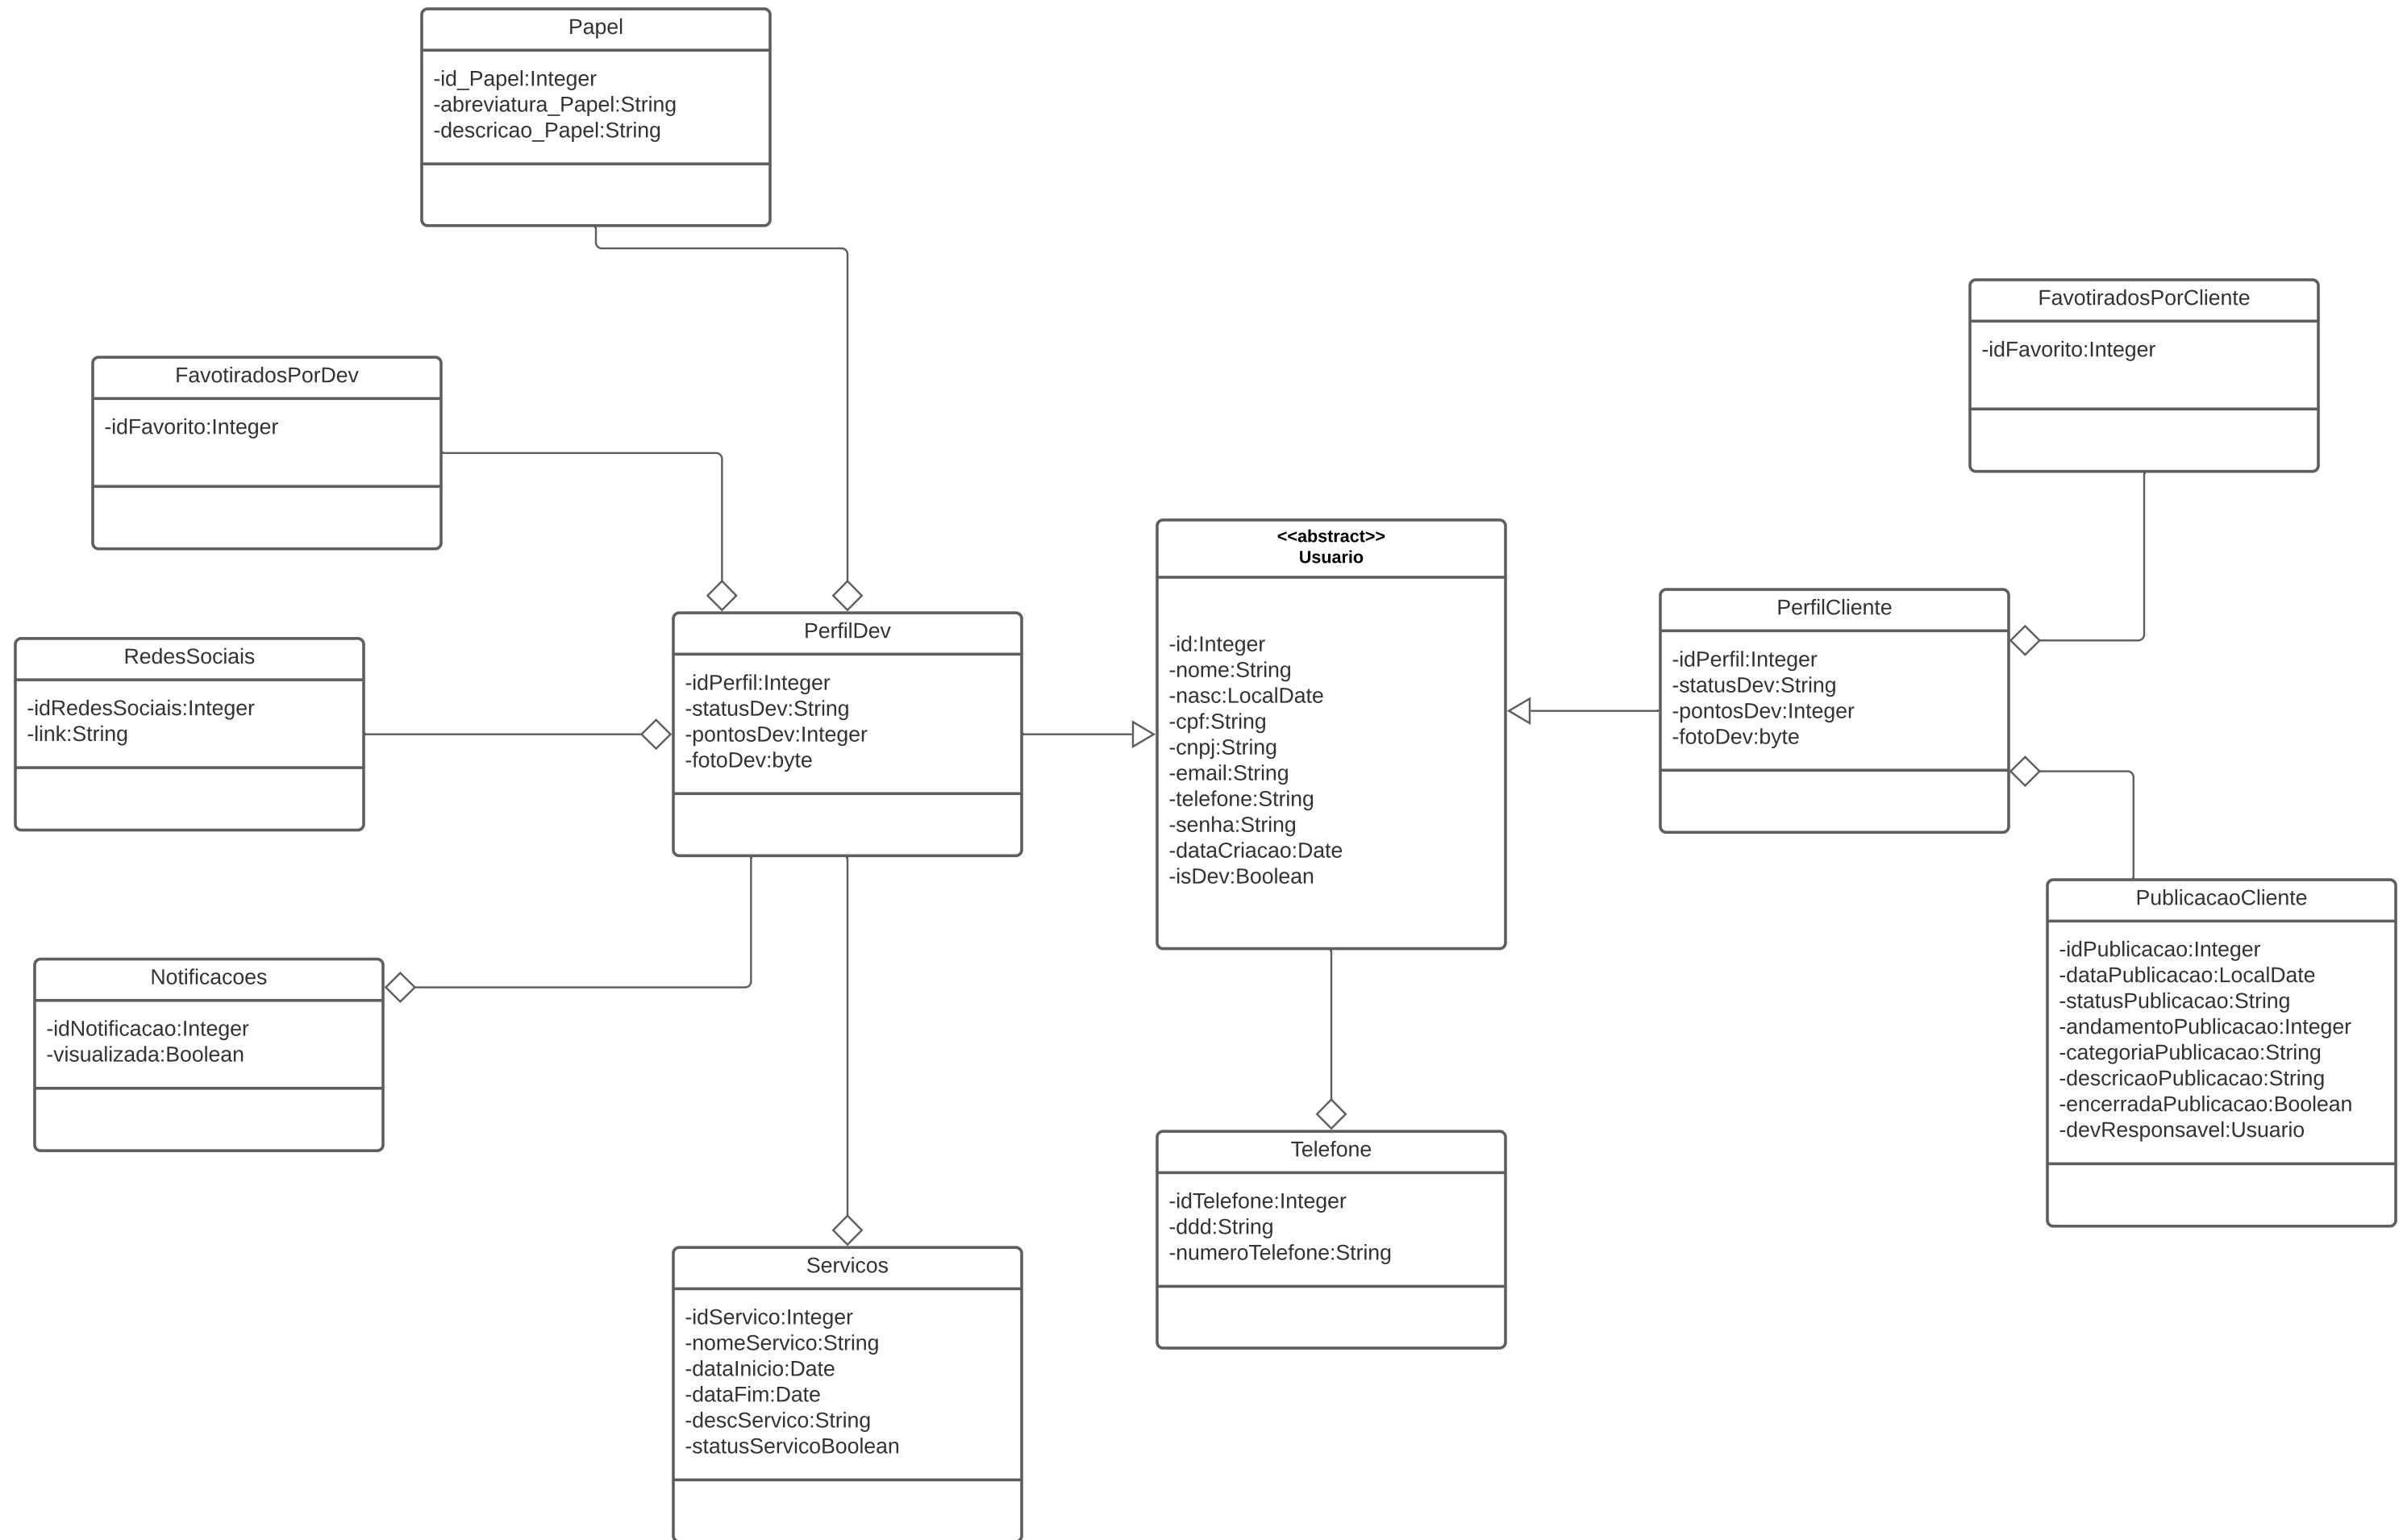 Papel
-id_Papel:Integer
-abreviatura_Papel:String
-descricao_Papel:String
FavotiradosPorCliente
-idFavorito:Integer
FavotiradosPorDev
-idFavorito:Integer
<<abstract>>
Usuario
-id:Integer
-nome:String
-nasc:LocalDate
-cpf:String
-cnpj:String
-email:String
-telefone:String
-senha:String
-dataCriacao:Date
-isDev:Boolean
PerfilCliente
-idPerfil:Integer
-statusDev:String
-pontosDev:Integer
-fotoDev:byte
PerfilDev
-idPerfil:Integer
-statusDev:String
-pontosDev:Integer
-fotoDev:byte
RedesSociais
-idRedesSociais:Integer
-link:String
PublicacaoCliente
-idPublicacao:Integer
-dataPublicacao:LocalDate
-statusPublicacao:String
-andamentoPublicacao:Integer
-categoriaPublicacao:String
-descricaoPublicacao:String
-encerradaPublicacao:Boolean
-devResponsavel:Usuario
Notificacoes
-idNotificacao:Integer
-visualizada:Boolean
Telefone
-idTelefone:Integer
-ddd:String
-numeroTelefone:String
Servicos
-idServico:Integer
-nomeServico:String
-dataInicio:Date
-dataFim:Date
-descServico:String
-statusServicoBoolean